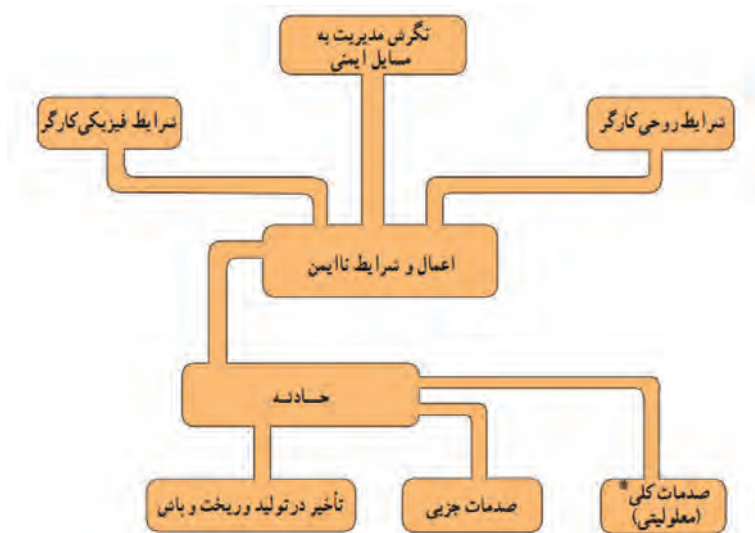 نگرش مدیریت به
مسایل ایمنی
شرایط روحی کارگر
شرایط فیزیکی کارگر
اعمال و شرایط ناایمن
حــادثــه
صدمات کلی*
(معلولیتی)
صدمات جزیی
تأخیر در تولید و ریخت و پاش